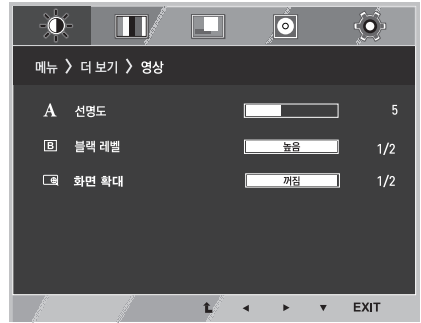 메뉴 > 더 보기 > 영상
A 선명도 5
B 블랙 레벨 높음 1/2
화면 확대 꺼짐 1/2
EXIT